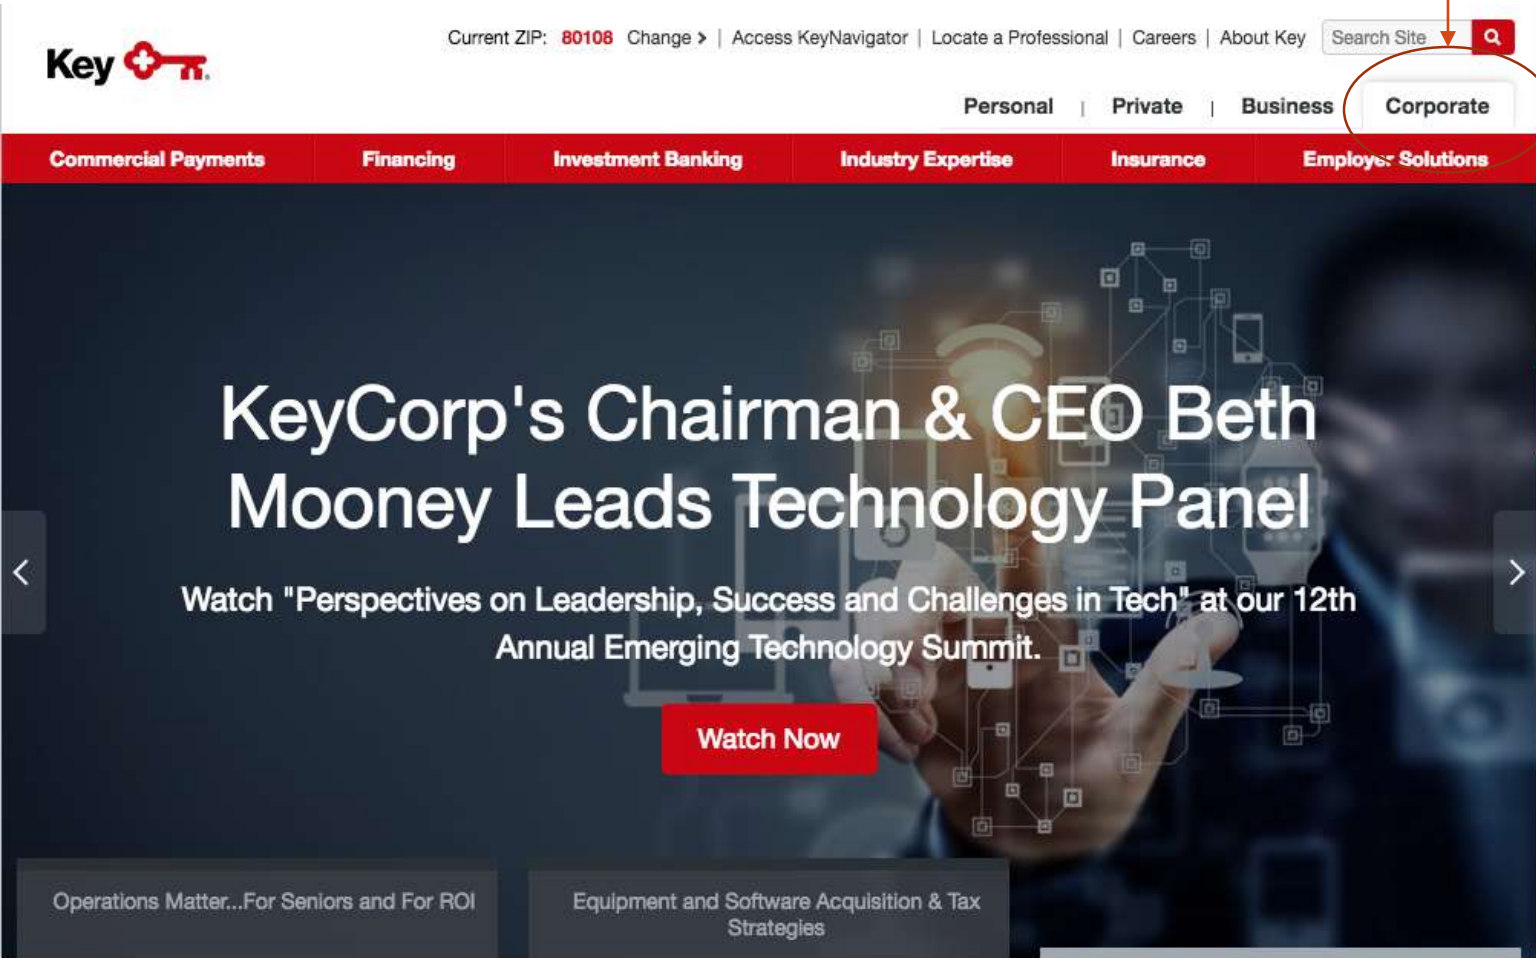 Current ZIP: 80108 Change > | Access KeyNavigator | Locate a Professional | Careers | About Key
Search Site
Key
Personal | Private | Business
Corporate
Commercial Payments
Financing
Investment Banking
Industry Expertise
Insurance
Employer Solutions
KeyCorp's Chairman & CEO Beth
Mooney Leads Technology Panel
Watch "Perspectives on Leadership, Success and Challenges in Tech" at our 12th
Annual Emerging Technology Summit.
Watch Now
Operations Matter...For Seniors and For ROI
Equipment and Software Acquisition & Tax
Strategies